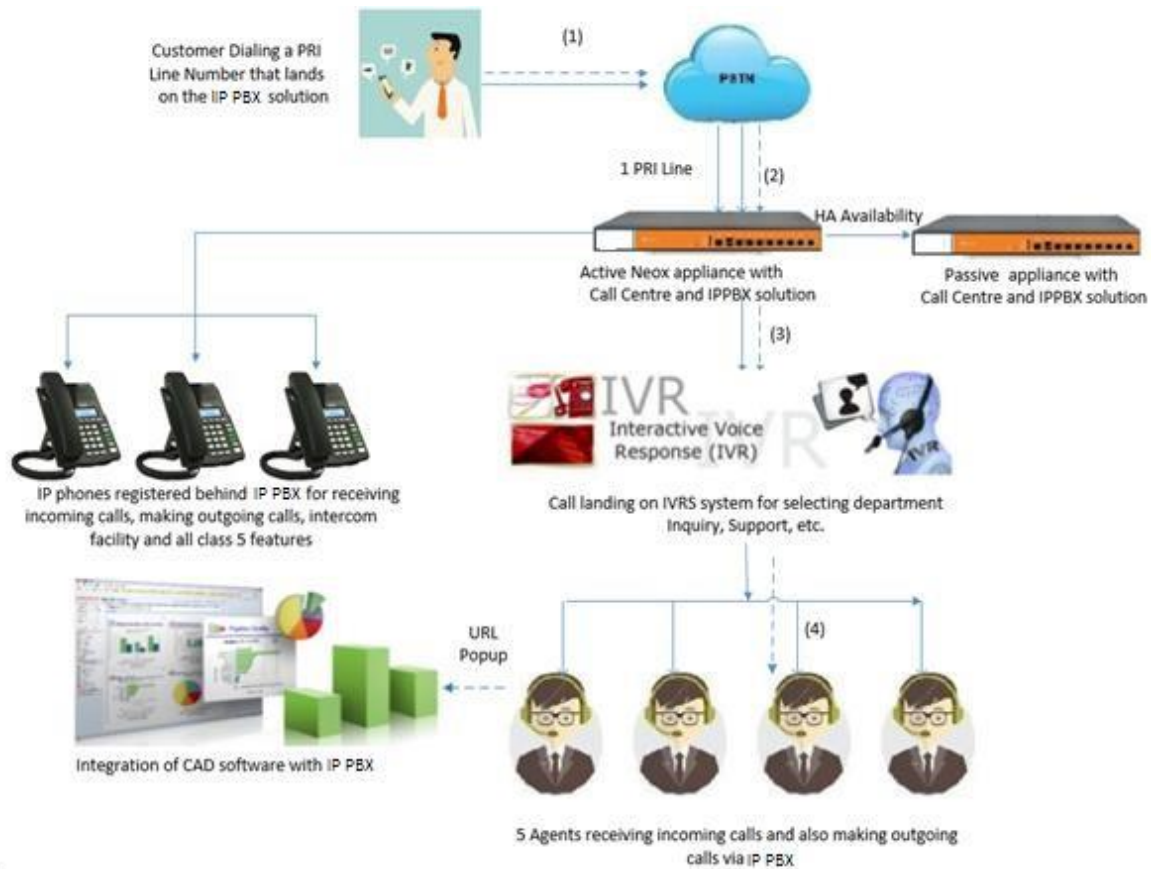 Customer Dialing a PRI
Line Number that lands
on the IIP PBX solution
(1)
PSTN
1 PRI Line
(2)
HA Availability
Active Neox appliance with
Call Centre and IPPBX solution
Passive appliance with
Call Centre and IPPBX solution
(3)
IVR
Interactive Voice
Response (IVR)
IVR
IVR
IP phones registered behind IP PBX for receiving
incoming calls, making outgoing calls, intercom
facility and all class 5 features
Call landing on IVRS system for selecting department
Inquiry, Support, etc.
(4)
URL
Popup
Integration of CAD software with IP PBX
5 Agents receiving incoming calls and also making outgoing
calls via IP PBX